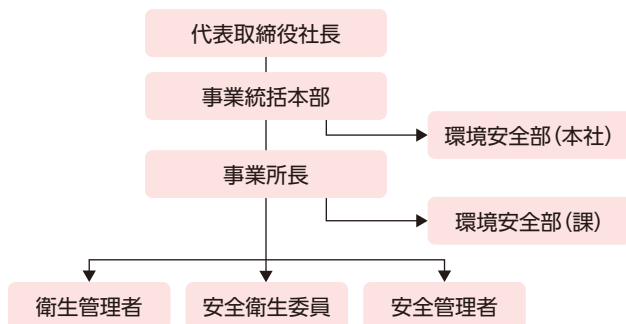 代表取締役社長
事業統括本部
環境安全部(本社)
事業所長
環境安全部(課)
衛生管理者
安全衛生委員
安全管理者